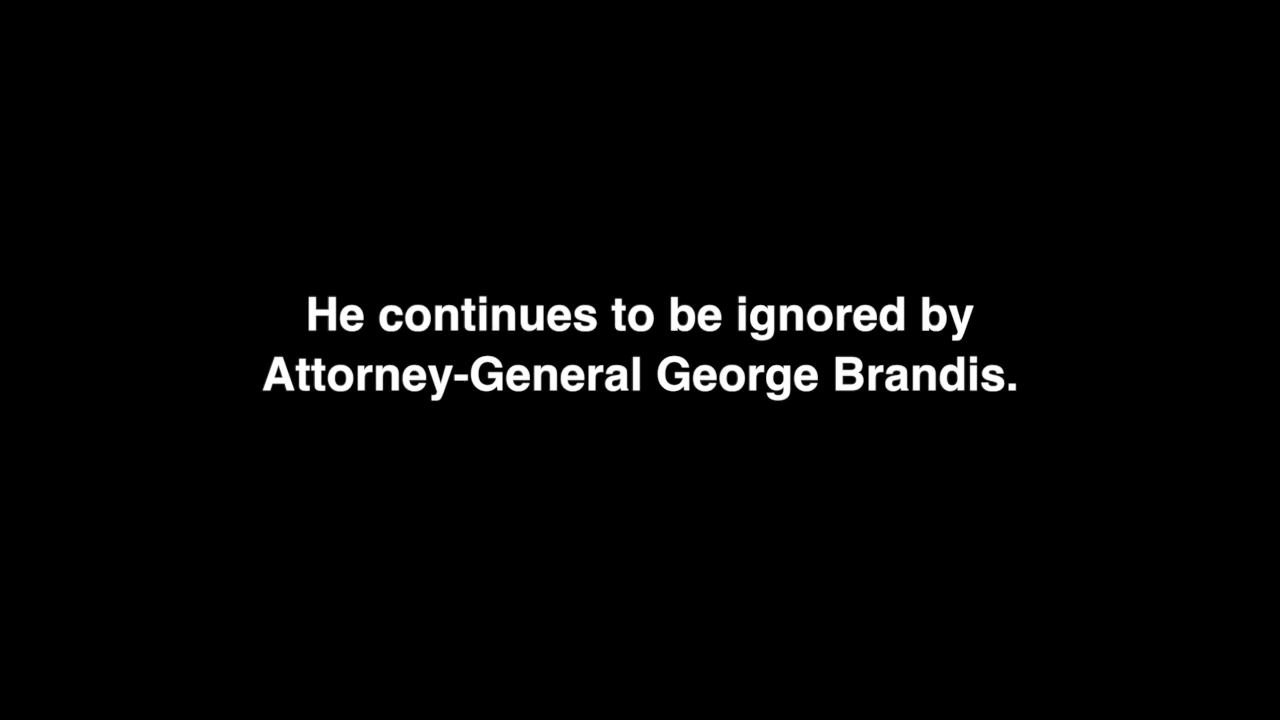 He continues to be ignored by
Attorney-General George Brandis.